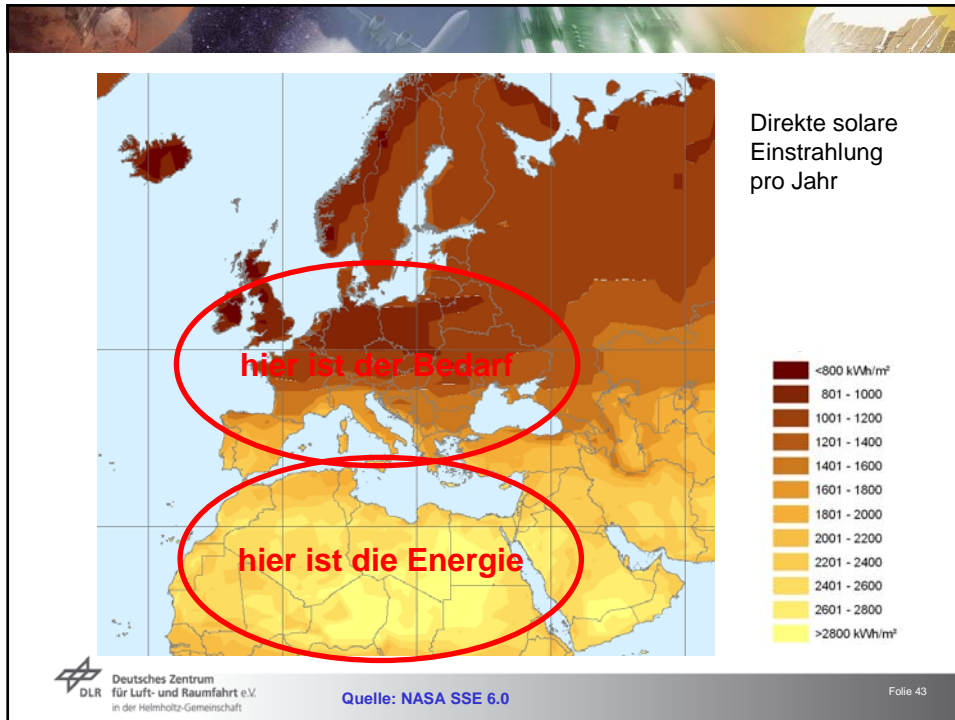 Direkte solare
Einstrahlung
pro Jahr
hier ist der Bedarf
hier ist die Energie
<800 kWh/m²
801 - 1000
1001 - 1200
1201 - 1400
1401 - 1600
1601 - 1800
1801 - 2000
2001 - 2200
2201 - 2400
2401 - 2600
2601 - 2800
>2800 kWh/m²
DLR
Deutsches Zentrum
für Luft- und Raumfahrt e.V.
in der Helmholtz-Gemeinschaft
Quelle: NASA SSE 6.0
Folie 43